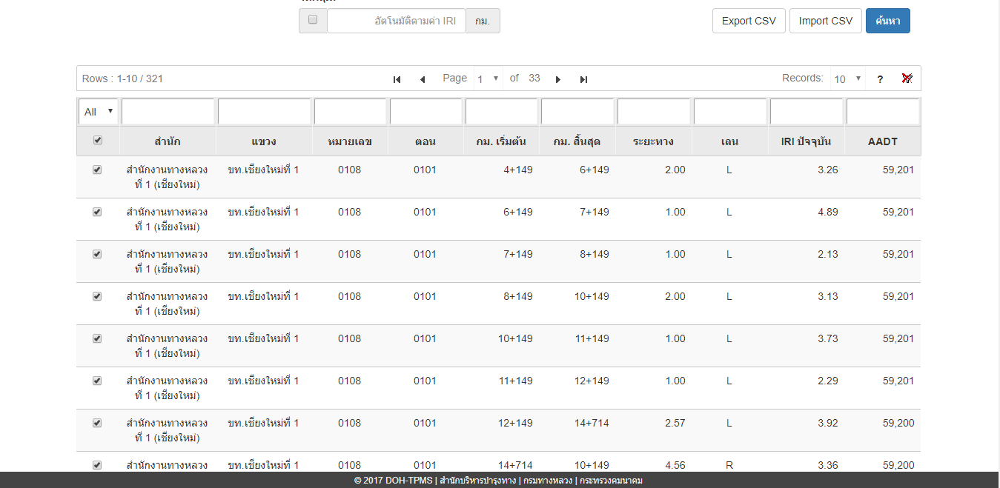 อัตโนมัติตามค่า IRI กม. Export CSV Import CSV ค้นหา
Rows : 1-10 / 321 Page 1 of 33 Records: 10 ?
All
สำนัก แขวง หมายเลข ตอน กม. เริ่มต้น กม. สิ้นสุด ระยะทาง เลน IRI ปัจจุบัน AADT
สำนักงานทางหลวง ขท.เชียงใหม่ที่ 1 0108 0101 4+149 6+149 2.00 L 3.26 59,201
ที่ 1 (เชียงใหม่)
สำนักงานทางหลวง ขท.เชียงใหม่ที่ 1 0108 0101 6+149 7+149 1.00 L 4.89 59,201
ที่ 1 (เชียงใหม่)
สำนักงานทางหลวง ขท.เชียงใหม่ที่ 1 0108 0101 7+149 8+149 1.00 L 2.13 59,201
ที่ 1 (เชียงใหม่)
สำนักงานทางหลวง ขท.เชียงใหม่ที่ 1 0108 0101 8+149 10+149 2.00 L 3.13 59,201
ที่ 1 (เชียงใหม่)
สำนักงานทางหลวง ขท.เชียงใหม่ที่ 1 0108 0101 10+149 11+149 1.00 L 3.73 59,201
ที่ 1 (เชียงใหม่)
สำนักงานทางหลวง ขท.เชียงใหม่ที่ 1 0108 0101 11+149 12+149 1.00 L 2.29 59,201
ที่ 1 (เชียงใหม่)
สำนักงานทางหลวง ขท.เชียงใหม่ที่ 1 0108 0101 12+149 14+714 2.57 L 3.92 59,200
ที่ 1 (เชียงใหม่)
สำนักงานทางหลวง ขท.เชียงใหม่ที่ 1 0108 0101 14+714 10+149 4.56 R 3.36 59,200
© 2017 DOH-TPMS | สำนักบริหารบำรุงทาง | กรมทางหลวง | กระทรวงคมนาคม